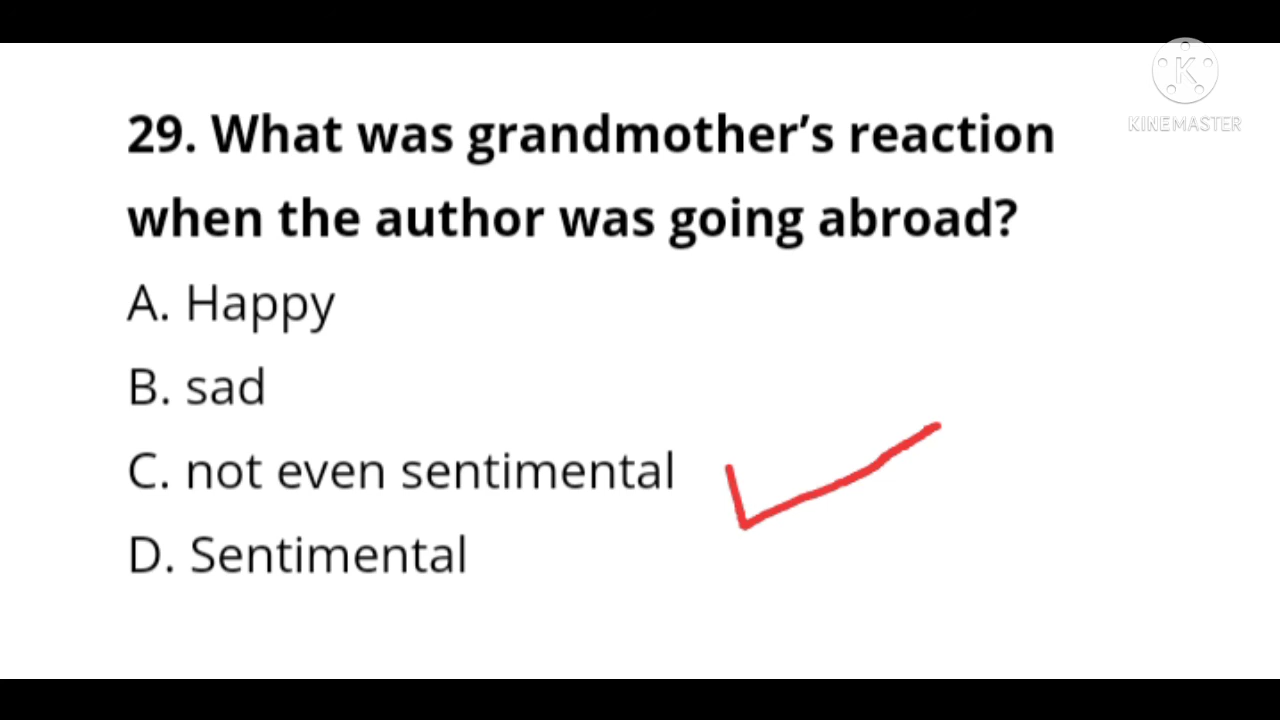 K
KINEMASTER
29. What was grandmother's reaction
when the author was going abroad?
A. Happy
B. sad
C. not even sentimental
D. Sentimental